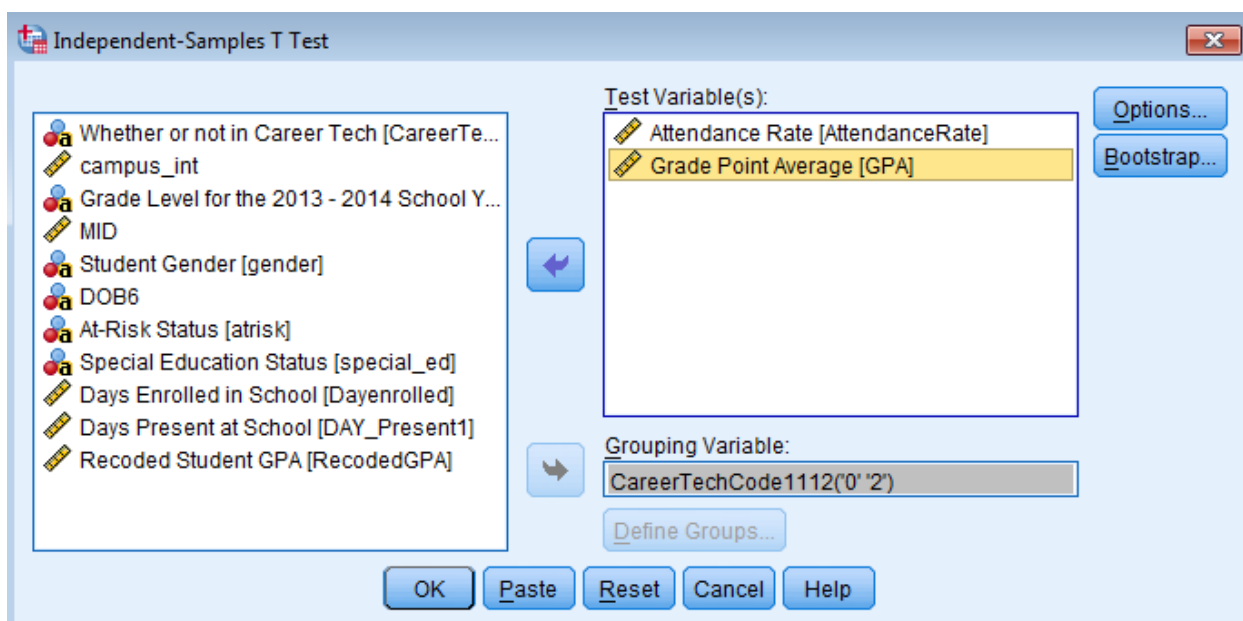 Independent-Samples T Test
Whether or not in Career Tech [CareerTe...
campus_int
Grade Level for the 2013 - 2014 School Y...
MID
Student Gender [gender]
DOB6
At-Risk Status [atrisk]
Special Education Status [special_ed]
Days Enrolled in School [Dayenrolled]
Days Present at School [DAY_Present1]
Recoded Student GPA [RecodedGPA]
Test Variable(s):
Attendance Rate [AttendanceRate]
Grade Point Average [GPA]
Grouping Variable:
CareerTechCode1112('0' '2')
Define Groups...
Options...
Bootstrap...
OK Paste Reset Cancel Help